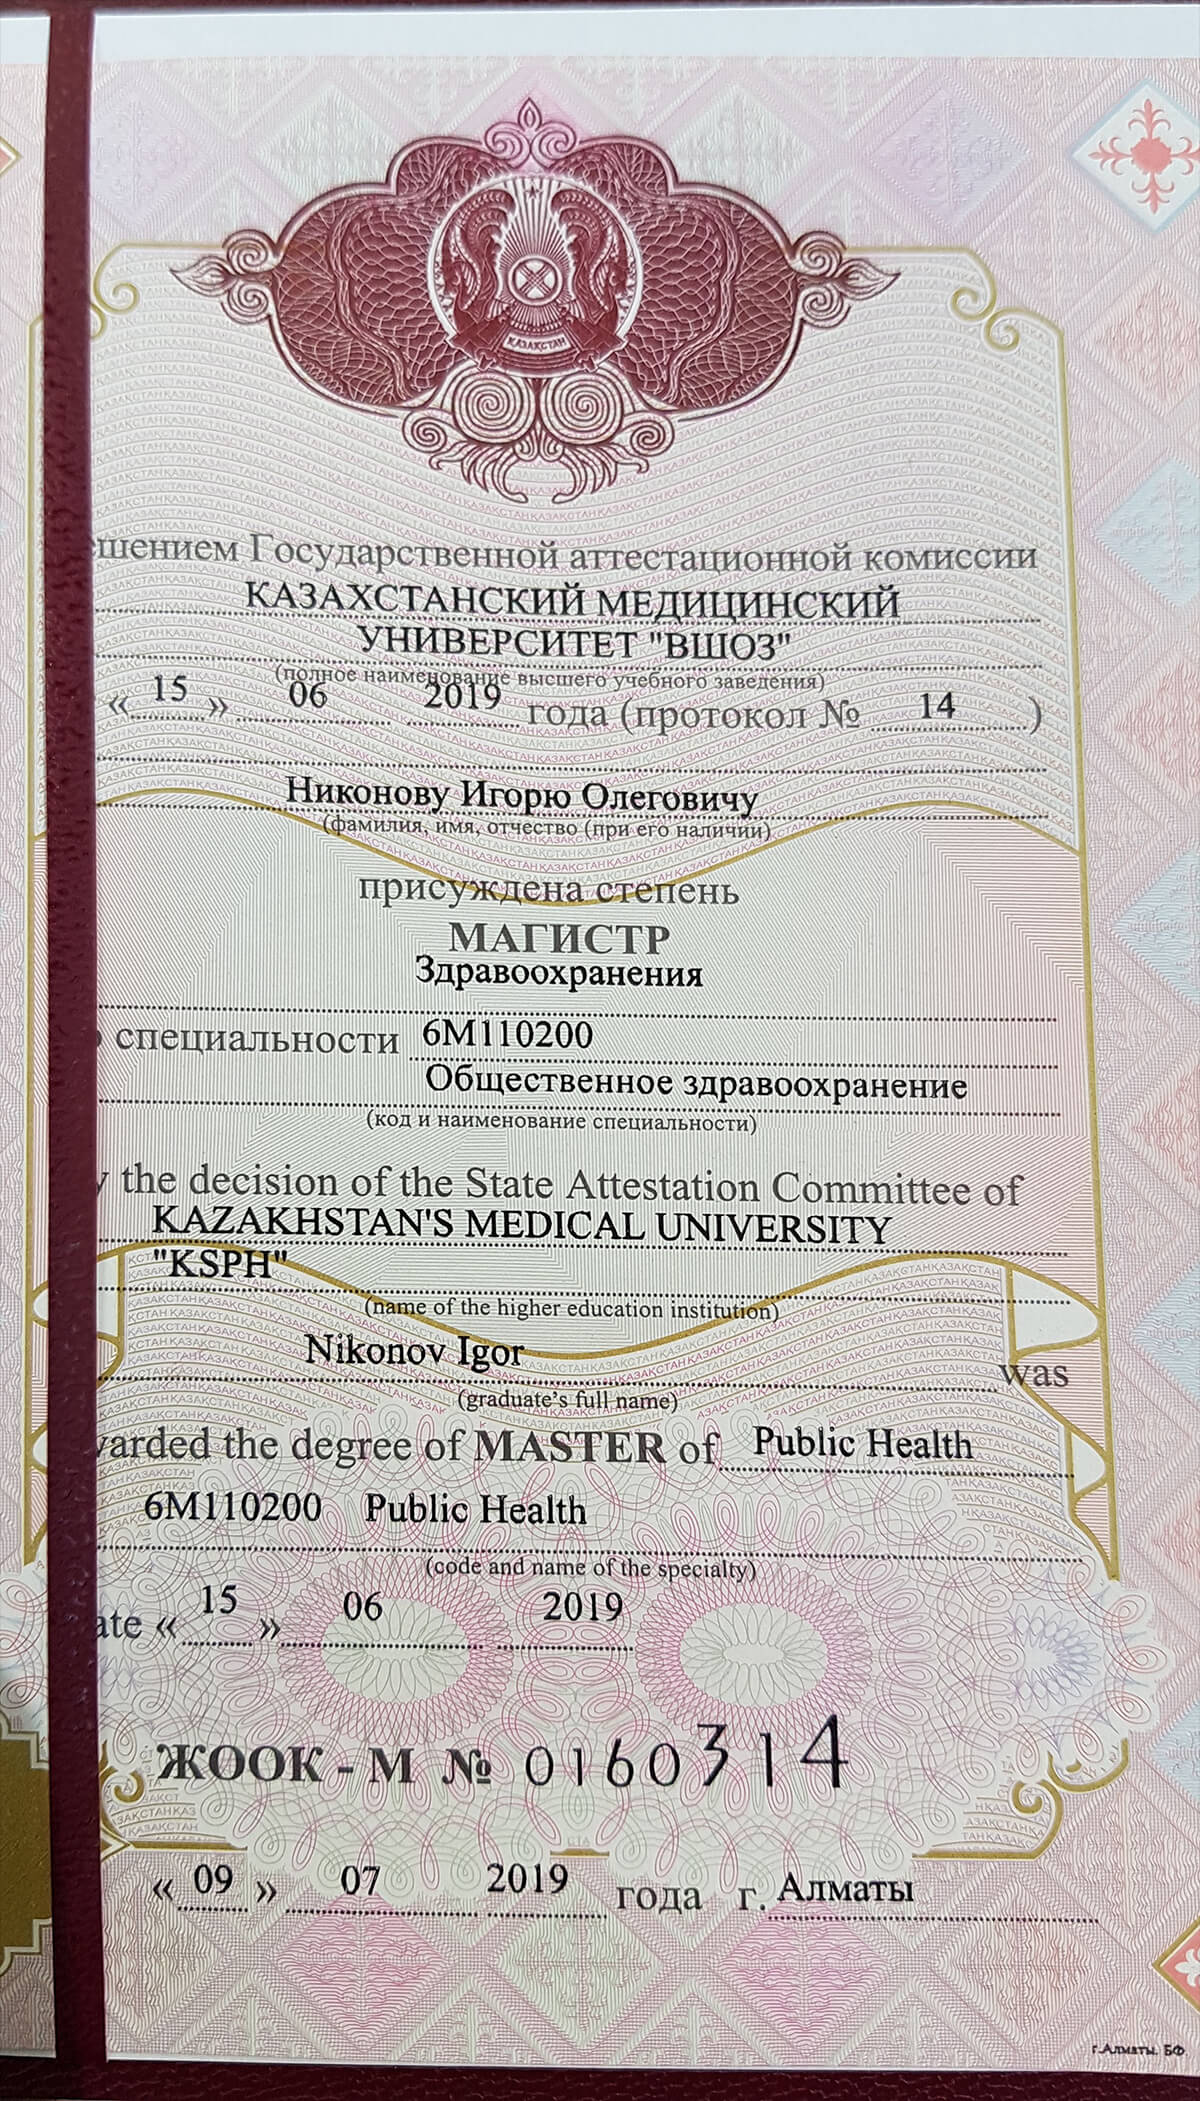 ҚАЗАҚСТАН
шением Государственной аттестационной комиссии
КАЗАХСТАНСКИЙ МЕДИЦИНСКИЙ
УНИВЕРСИТЕТ "ВШОЗ"
(полное наименование высшего учебного заведения)
« 15 » 06 2019 года (протокол № 14 )
Никонову Игорю Олеговичу
(фамилия, имя, отчество (при его наличии)
присуждена степень
МАГИСТР
Здравоохранения
о специальности 6М110200
Общественное здравоохранение
(код и наименование специальности)
y the decision of the State Attestation Committee of
KAZAKHSTAN'S MEDICAL UNIVERSITY
"KSPH"
(name of the higher education institution)
Nikonov Igor
was
(graduate's full name)
warded the degree of MASTER of Public Health
6M110200 Public Health
(code and name of the specialty)
ate « 15 » 06 2019
ЖООК - М № 0160314
« 09 » 07 2019 года г. Алматы
г.Алматы, БФ.